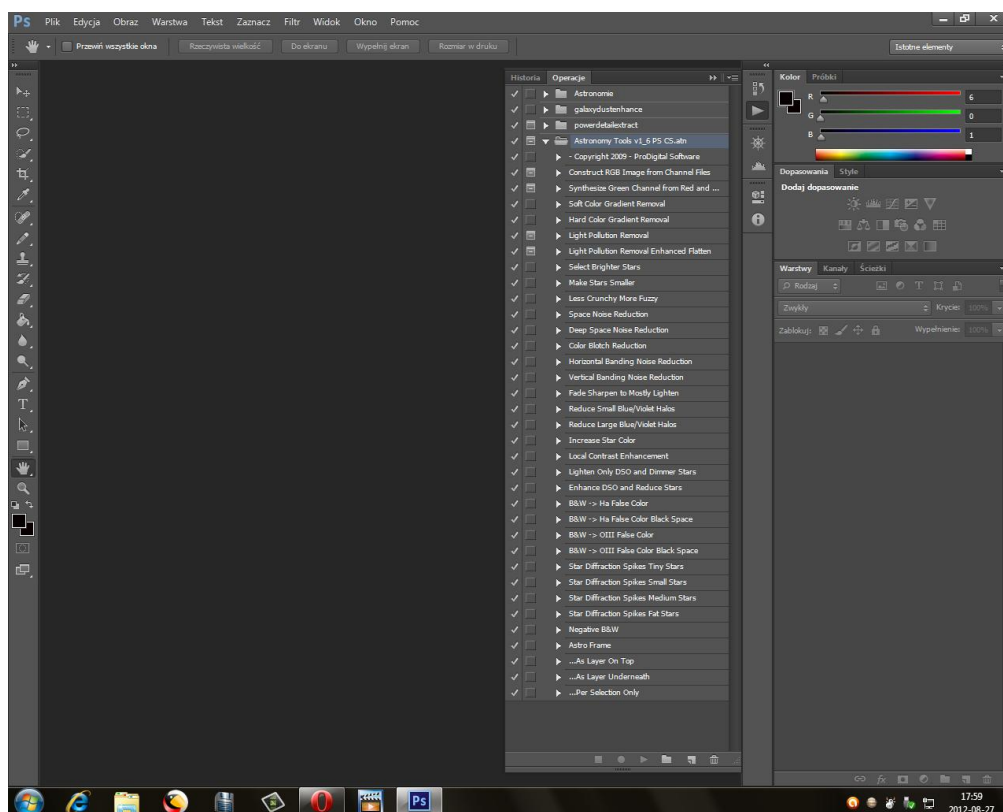 Ps Plik Edycja Obraz Warstwa Tekst Zaznacz Filtr Widok Okno Pomoc
Przewiń wszystkie okna Rzeczywista wielkość Do ekranu Wypełnij ekran Rozmiar w druku Istotne elementy
Historia Operacje
Astronomie
galaxydustenhance
powerdetailextract
Astronomy Tools v1_6 PS CS.atn
- Copyright 2009 - ProDigital Software
Construct RGB Image from Channel Files
Synthesize Green Channel from Red and ...
Soft Color Gradient Removal
Hard Color Gradient Removal
Light Pollution Removal
Light Pollution Removal Enhanced Flatten
Select Brighter Stars
Make Stars Smaller
Less Crunchy More Fuzzy
Space Noise Reduction
Deep Space Noise Reduction
Color Blotch Reduction
Horizontal Banding Noise Reduction
Vertical Banding Noise Reduction
Fade Sharpen to Mostly Lighten
Reduce Small Blue/Violet Halos
Reduce Large Blue/Violet Halos
Increase Star Color
Local Contrast Enhancement
Lighten Only DSO and Dimmer Stars
Enhance DSO and Reduce Stars
B&W -> Ha False Color
B&W -> Ha False Color Black Space
B&W -> OIII False Color
B&W -> OIII False Color Black Space
Star Diffraction Spikes Tiny Stars
Star Diffraction Spikes Small Stars
Star Diffraction Spikes Medium Stars
Star Diffraction Spikes Fat Stars
Negative B&W
Astro Frame
...As Layer On Top
...As Layer Underneath
...Per Selection Only
Kolor Próbki
R 6
G 0
B 1
Dopasowania Style
Dodaj dopasowanie
Warstwy Kanały Ścieżki
Rodzaj
Zwykły Krycie: 100%
Zablokuj: Wypełnienie: 100%
Ps
17:59
2012-08-27